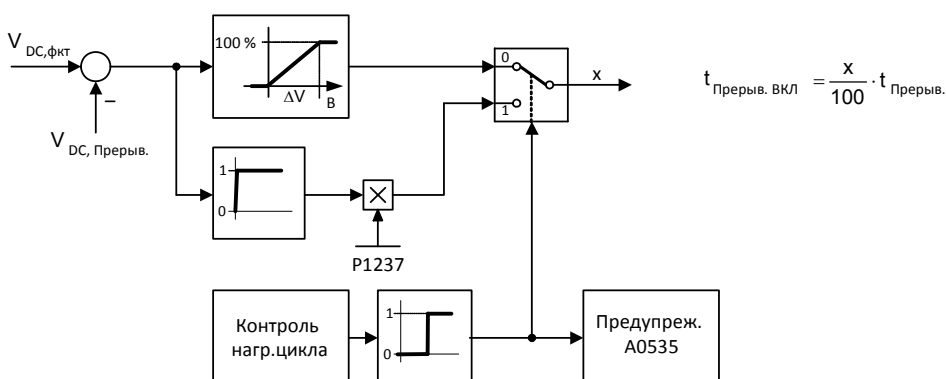 V DC,фкт
–
V DC, Прерыв.
100 %
ΔV
В
0
1
x
t Прерыв. ВКЛ = x/100 · t Прерыв.
1
0
×
P1237
Контроль
нагр.цикла
1
0
Предупреж.
A0535